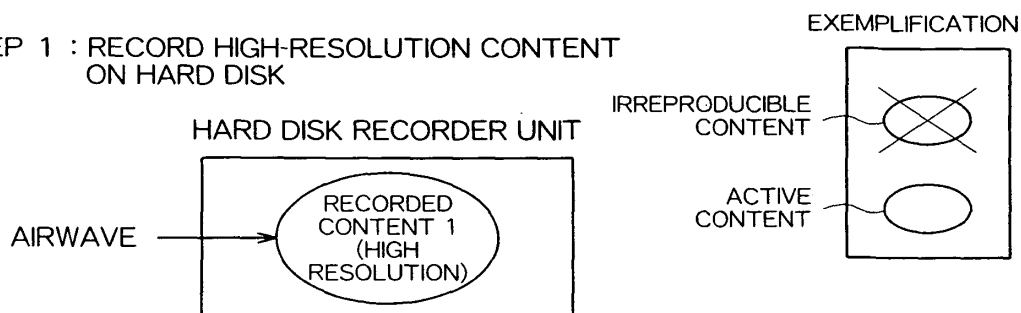 EP 1 : RECORD HIGH-RESOLUTION CONTENT
ON HARD DISK
HARD DISK RECORDER UNIT
AIRWAVE
RECORDED
CONTENT 1
(HIGH
RESOLUTION)
EXEMPLIFICATION
IRREPRODUCIBLE
CONTENT
ACTIVE
CONTENT